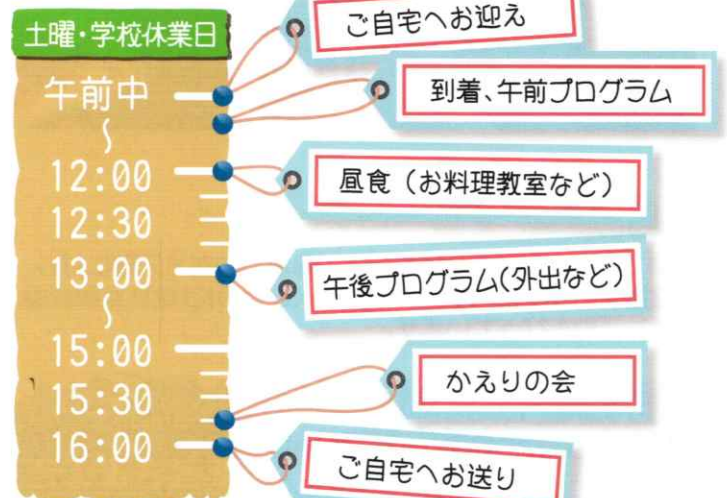 土曜・学校休業日
ご自宅へお迎え
午前中
到着、午前プログラム
〜
12:00
昼食（お料理教室など）
12:30
13:00
午後プログラム(外出など)
〜
15:00
かえりの会
15:30
16:00
ご自宅へお送り